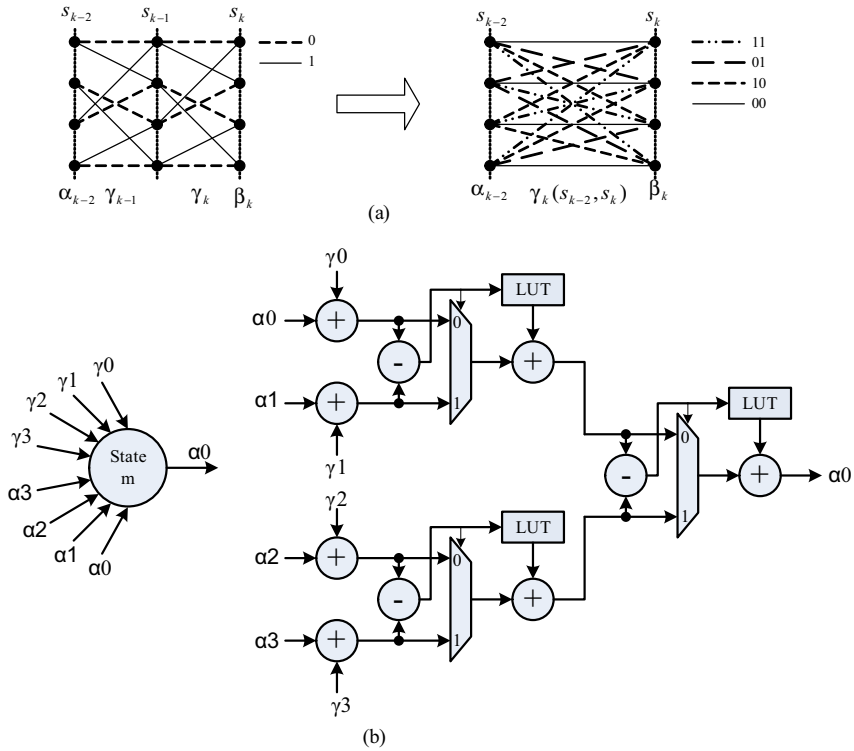 s_{k-2} s_{k-1} s_k
0
1
α_{k-2} γ_{k-1} γ_k β_k
s_{k-2} s_k
11
01
10
00
α_{k-2} γ_k(s_{k-2}, s_k) β_k
(a)
γ0
γ1
γ2
γ3
α3
α2
α1
α0
State
m
α0
γ0
α0
+
-
0
1
LUT
+
α1
+
γ1
γ2
α2
+
-
0
1
LUT
+
α3
+
γ3
-
0
1
LUT
+
α0
(b)